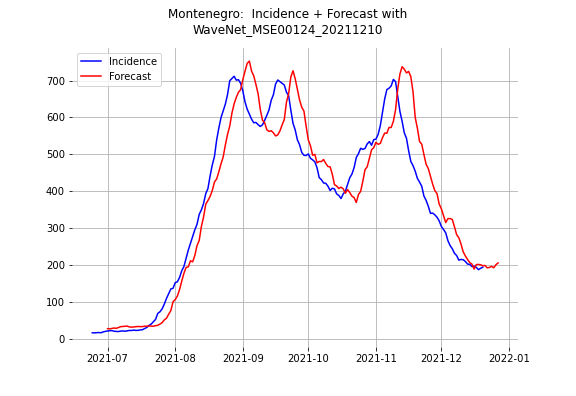 Montenegro:  Incidence + Forecast with
WaveNet_MSE00124_20211210
Incidence
Forecast
700
600
500
400
300
200
100
0
2021-07 2021-08 2021-09 2021-10 2021-11 2021-12 2022-01